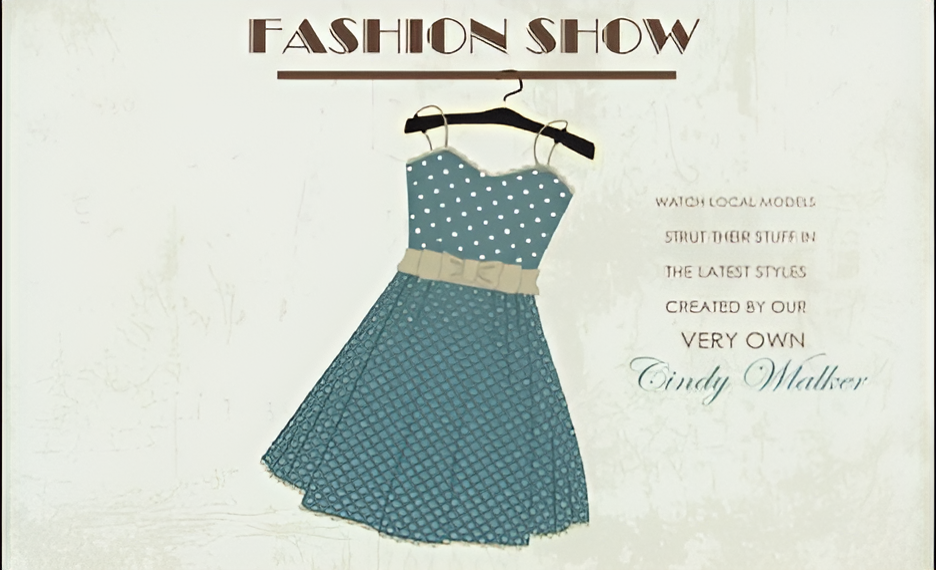 FASHION SHOW
WATCH LOCAL MODELS
STRUT THEIR STUFF IN
THE LATEST STYLES
CREATED BY OUR
VERY OWN
Cindy Walker